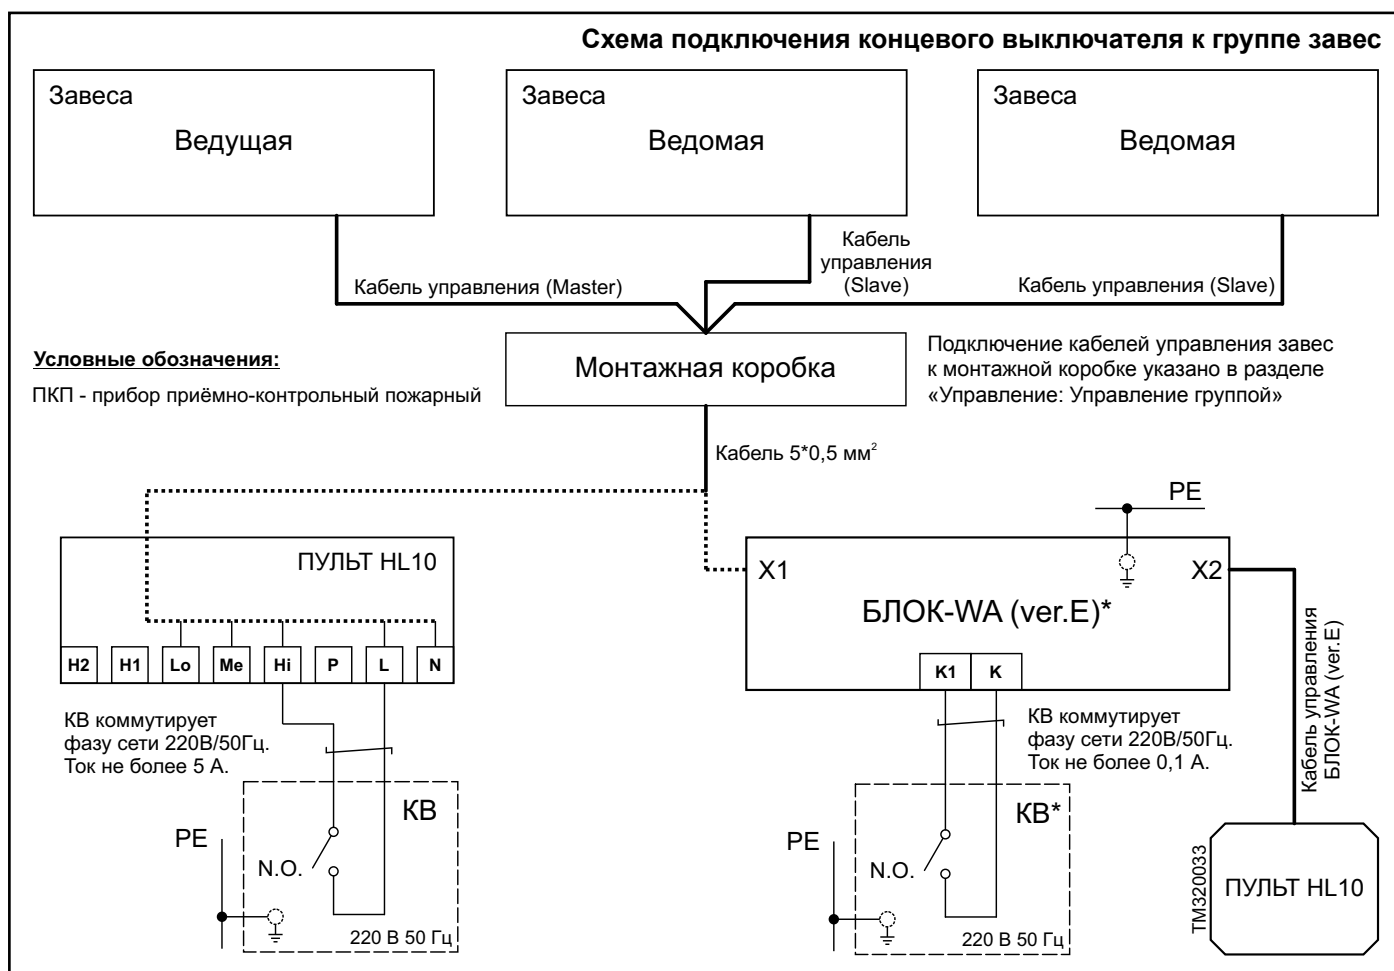 Схема подключения концевого выключателя к группе завес
Завеса
Ведущая
Завеса
Ведомая
Завеса
Ведомая
Кабель управления (Master)
Кабель
управления
(Slave)
Кабель управления (Slave)
Условные обозначения:
ПКП - прибор приёмно-контрольный пожарный
Монтажная коробка
Подключение кабелей управления завес
к монтажной коробке указано в разделе
«Управление: Управление группой»
Кабель 5*0,5 мм²
ПУЛЬТ HL10
H2 H1 Lo Me Hi P L N
КВ коммутирует
фазу сети 220В/50Гц.
Ток не более 5 А.
КВ
PE
N.O.
220 В 50 Гц
PE
X1
X2
БЛОК-WA (ver.E)*
K1 K
КВ коммутирует
фазу сети 220В/50Гц.
Ток не более 0,1 А.
КВ*
PE
N.O.
220 В 50 Гц
Кабель управления
БЛОК-WA (ver.E)
TM320033
ПУЛЬТ HL10